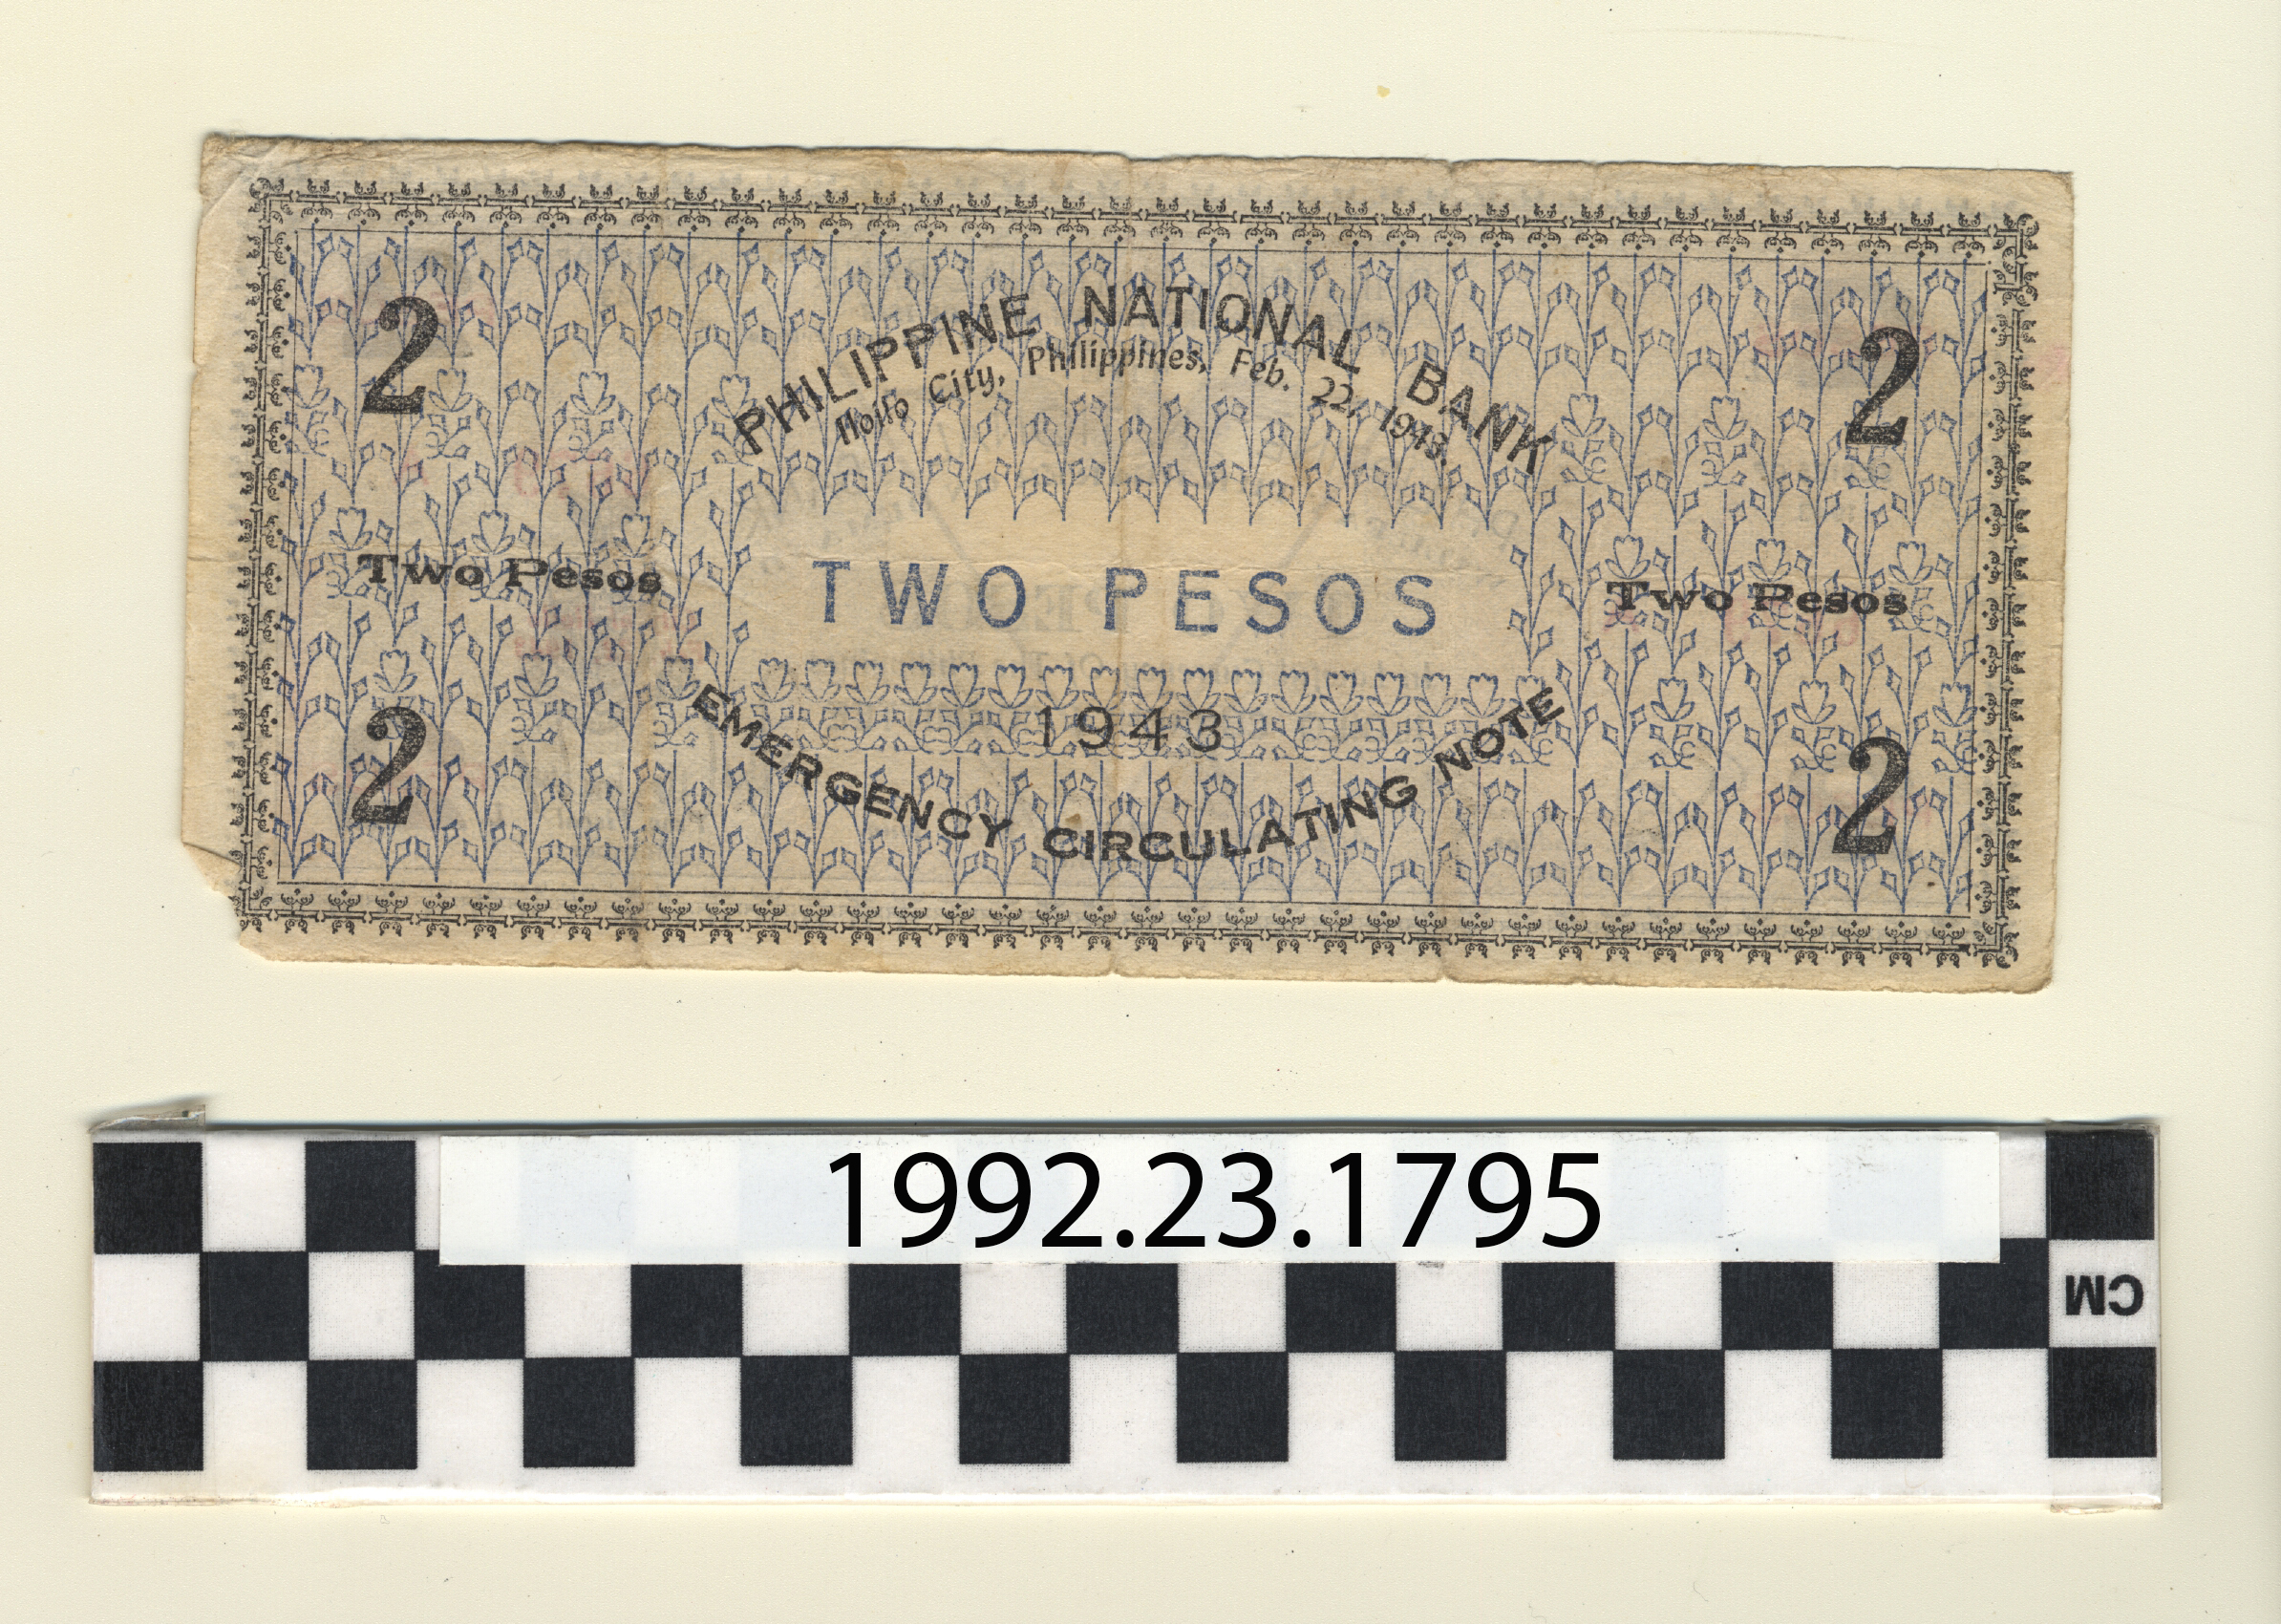 2 2
PHILIPPINE NATIONAL BANK
Iloilo City, Philippines, Feb. 22, 1943
Two Pesos TWO PESOS Two Pesos
1943
EMERGENCY CIRCULATING NOTE
2 2
1992.23.1795
CM